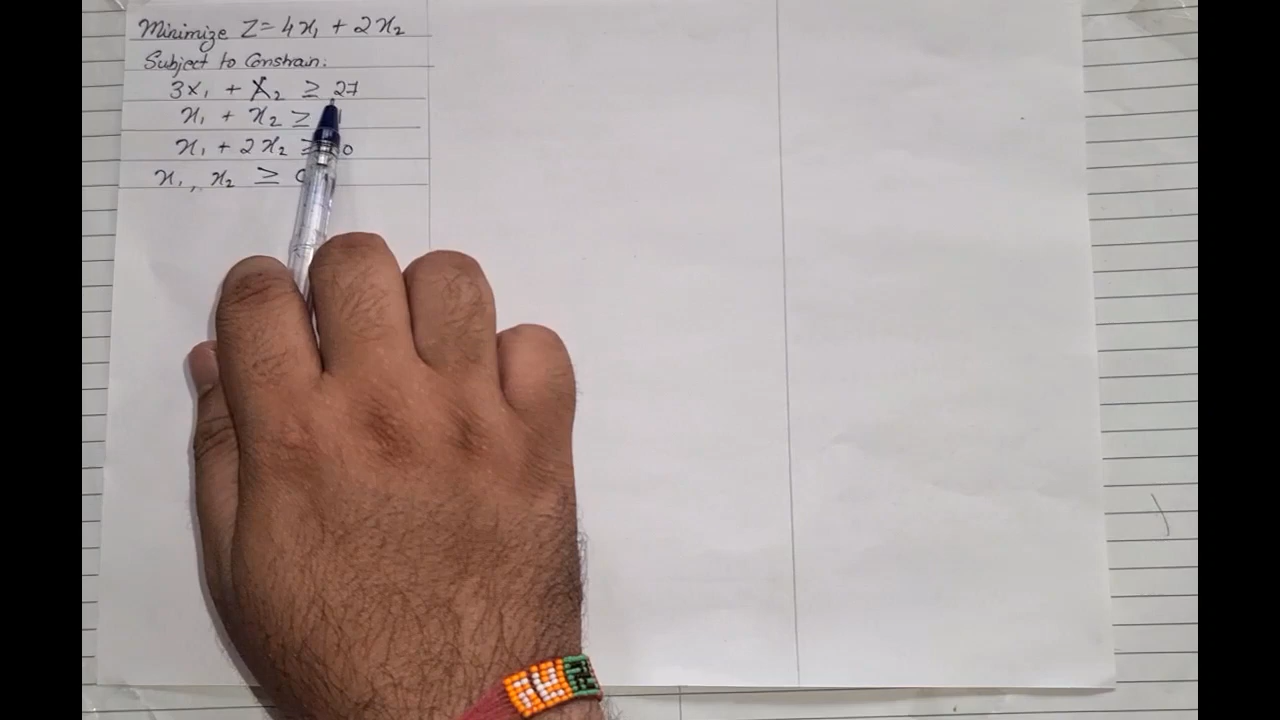 Minimize Z = 4x₁ + 2x₂
Subject to Constrain:
3x₁ + x₂ ≥ 27
x₁ + x₂ ≥
x₁ + 2x₂ ≥
x₁, x₂ ≥